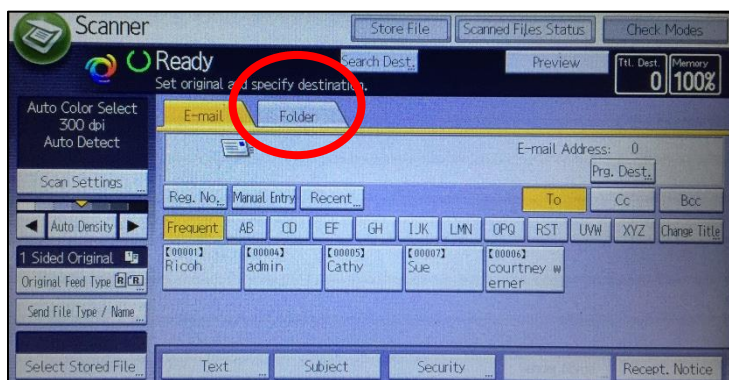 Scanner
Store File
Scanned Files Status
Check Modes
Ready
Search Dest.
Preview
Ttl. Dest.
0
Memory
100%
Set original and specify destination.
Auto Color Select
300 dpi
Auto Detect
E-mail
Folder
E-mail Address: 0
Prg. Dest.
Scan Settings
Reg. No.
Manual Entry
Recent
To
Cc
Bcc
Auto Density
Frequent AB CD EF GH IJK LMN OPQ RST UVW XYZ Change Title
1 Sided Original
Original Feed Type
Send File Type / Name
[00001]
Ricoh
[00004]
admin
[00005]
Cathy
[00007]
Sue
[00006]
courtney w
erner
Select Stored File
Text
Subject
Security
Recept. Notice